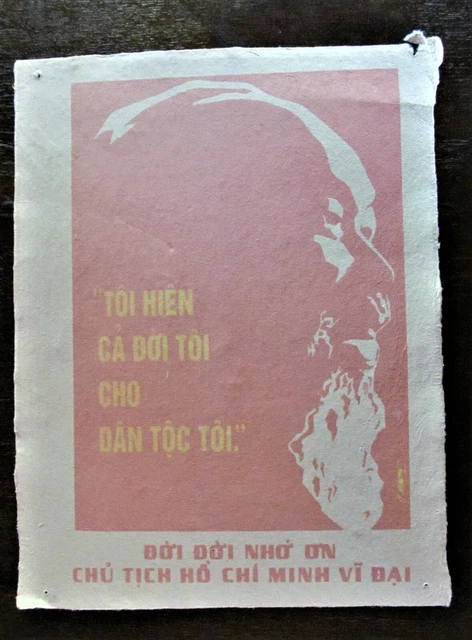 "TÔI HIẾN
CẢ ĐỜI TÔI
CHO
DÂN TỘC TÔI."
ĐỜI ĐỜI NHỚ ƠN
CHỦ TỊCH HỒ CHÍ MINH VĨ ĐẠI